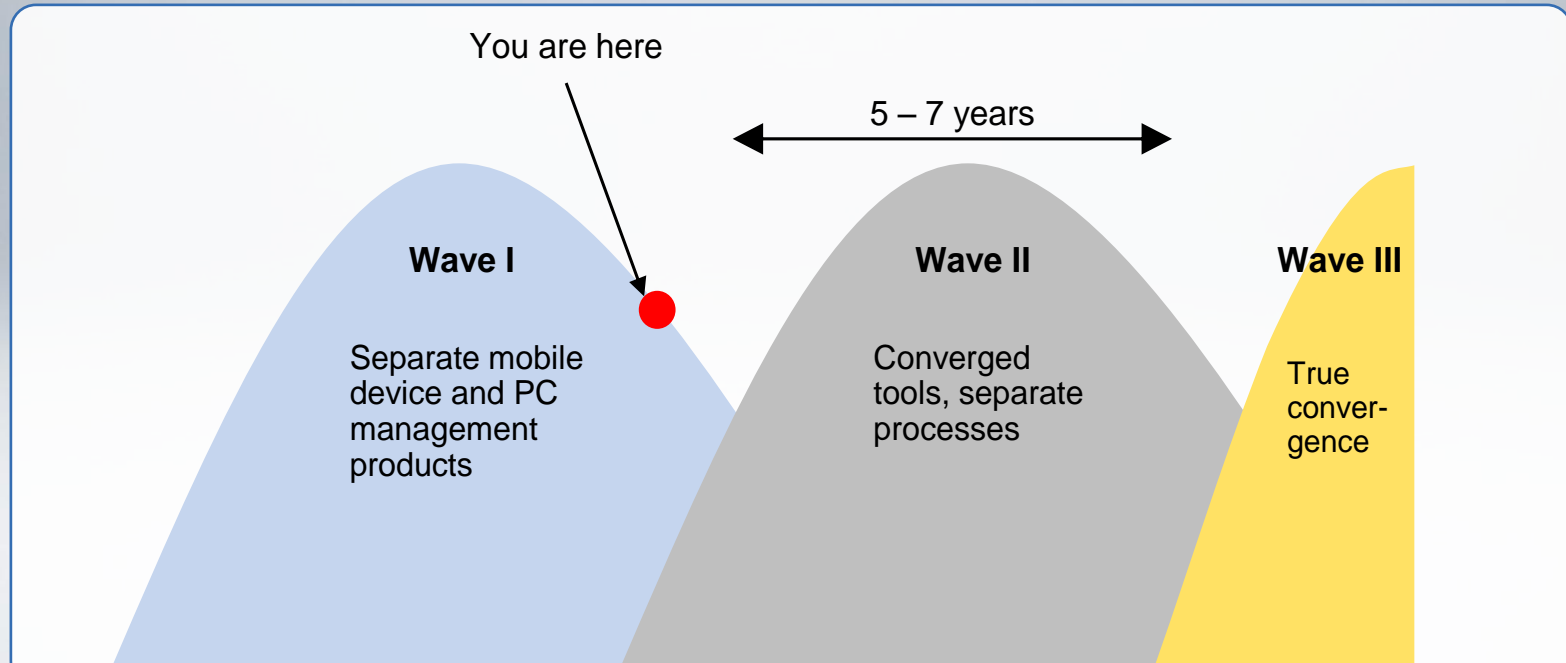 You are here
5 – 7 years
Wave I
Separate mobile
device and PC
management
products
Wave II
Converged
tools, separate
processes
Wave III
True
conver-
gence